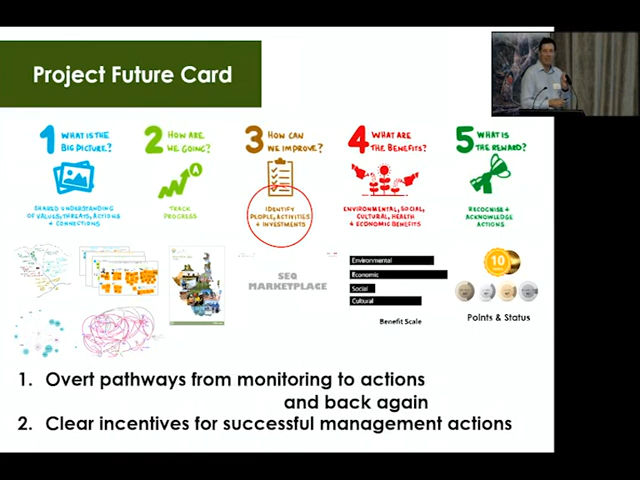 Project Future Card
1 WHAT IS THE
BIG PICTURE?
SHARED UNDERSTANDING
OF VALUES, THREATS, ACTIONS
+ CONNECTIONS
2 HOW ARE
WE GOING?
A
TRACK
PROGRESS
3 HOW CAN
WE IMPROVE?
IDENTIFY
PEOPLE, ACTIVITIES
+ INVESTMENTS
4 WHAT ARE
THE BENEFITS?
ENVIRONMENTAL, SOCIAL,
CULTURAL, HEALTH
+ ECONOMIC BENEFITS
5 WHAT IS
THE REWARD?
RECOGNISE +
ACKNOWLEDGE
ACTIONS
SEQ
MARKETPLACE
Environmental
Economic
Social
Cultural
Benefit Scale
10
Points & Status
1. Overt pathways from monitoring to actions
and back again
2. Clear incentives for successful management actions